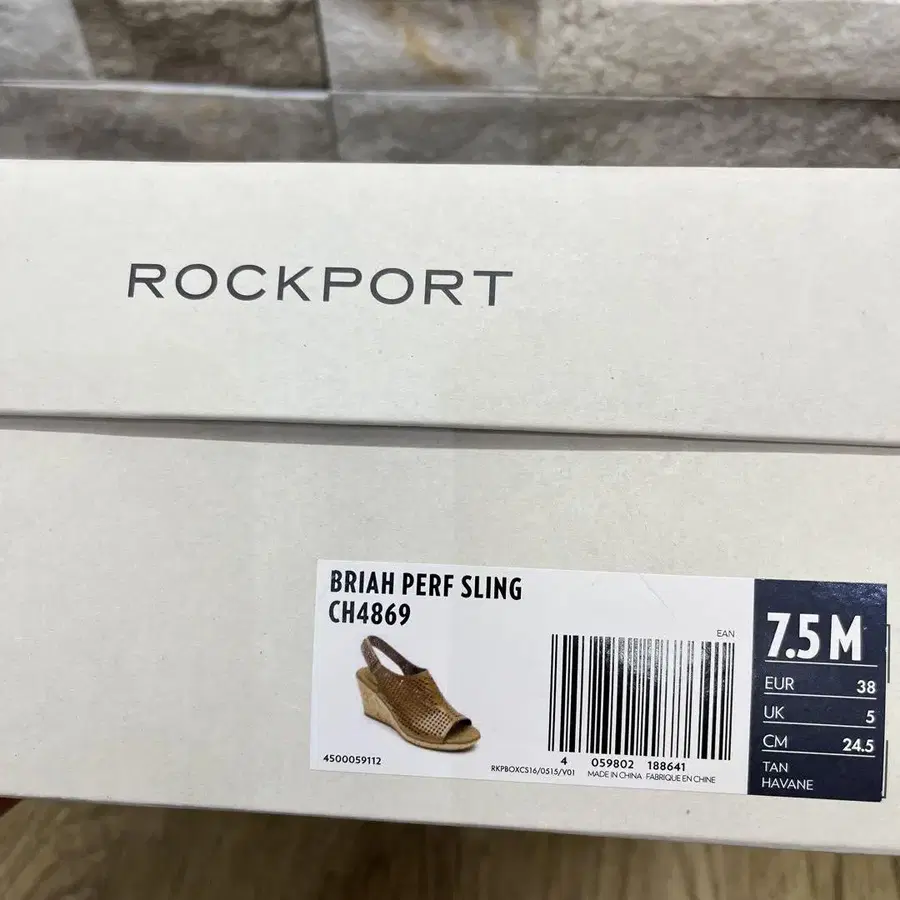 ROCKPORT
BRIAH PERF SLING
CH4869
EAN
4 059802 188641
4500059112
RKPBOXCS16/0515/V01
MADE IN CHINA FABRIQUE EN CHINE
7.5 M
EUR 38
UK 5
CM 24.5
TAN
HAVANE